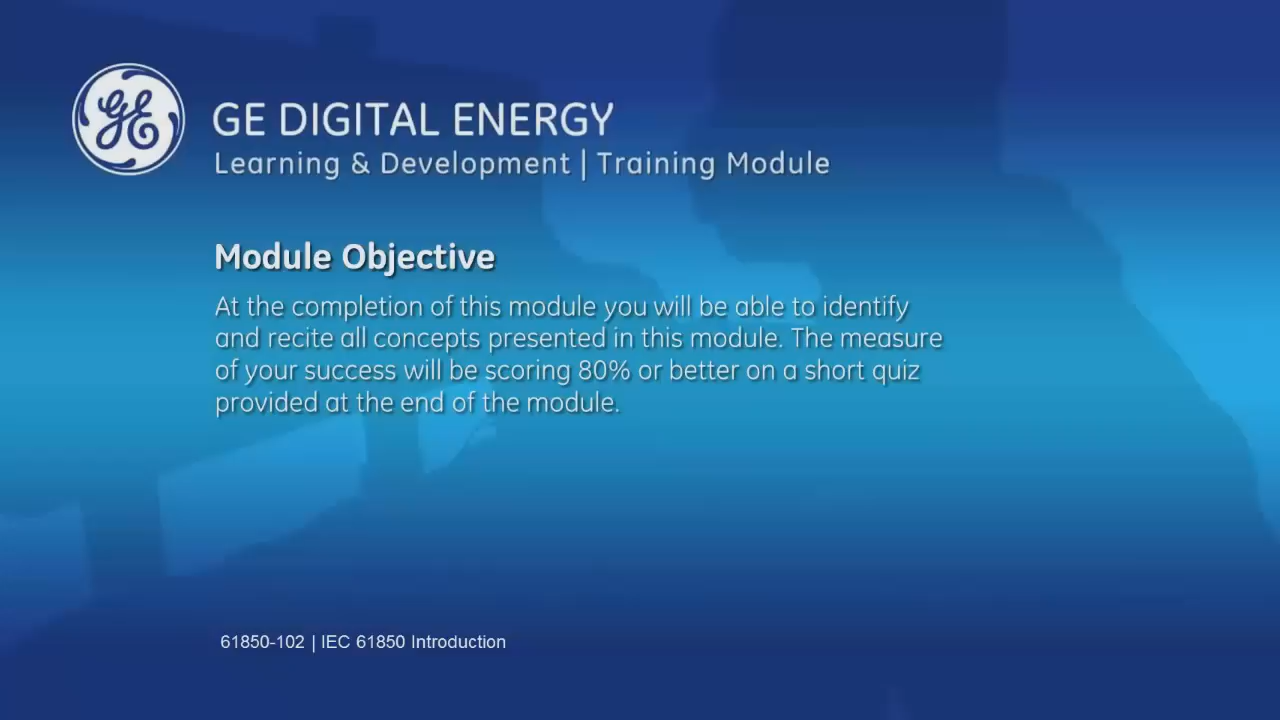 GE
GE DIGITAL ENERGY
Learning & Development | Training Module
Module Objective
At the completion of this module you will be able to identify
and recite all concepts presented in this module. The measure
of your success will be scoring 80% or better on a short quiz
provided at the end of the module.
61850-102 | IEC 61850 Introduction